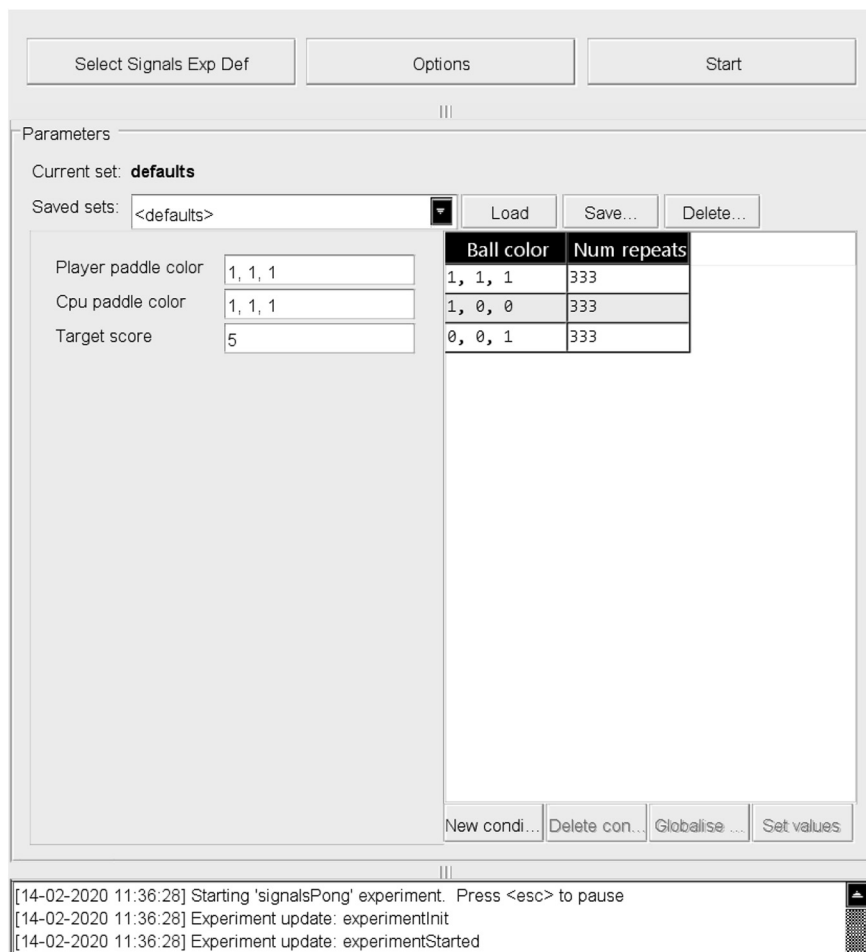 Select Signals Exp Def Options Start
Parameters
Current set: defaults
Saved sets: <defaults> Load Save... Delete...
Ball color Num repeats
Player paddle color 1, 1, 1 1, 1, 1 333
Cpu paddle color 1, 1, 1 1, 0, 0 333
Target score 5 0, 0, 1 333
New condi... Delete con... Globalise ... Set values
[14-02-2020 11:36:28] Starting 'signalsPong' experiment. Press <esc> to pause
[14-02-2020 11:36:28] Experiment update: experimentInit
[14-02-2020 11:36:28] Experiment update: experimentStarted